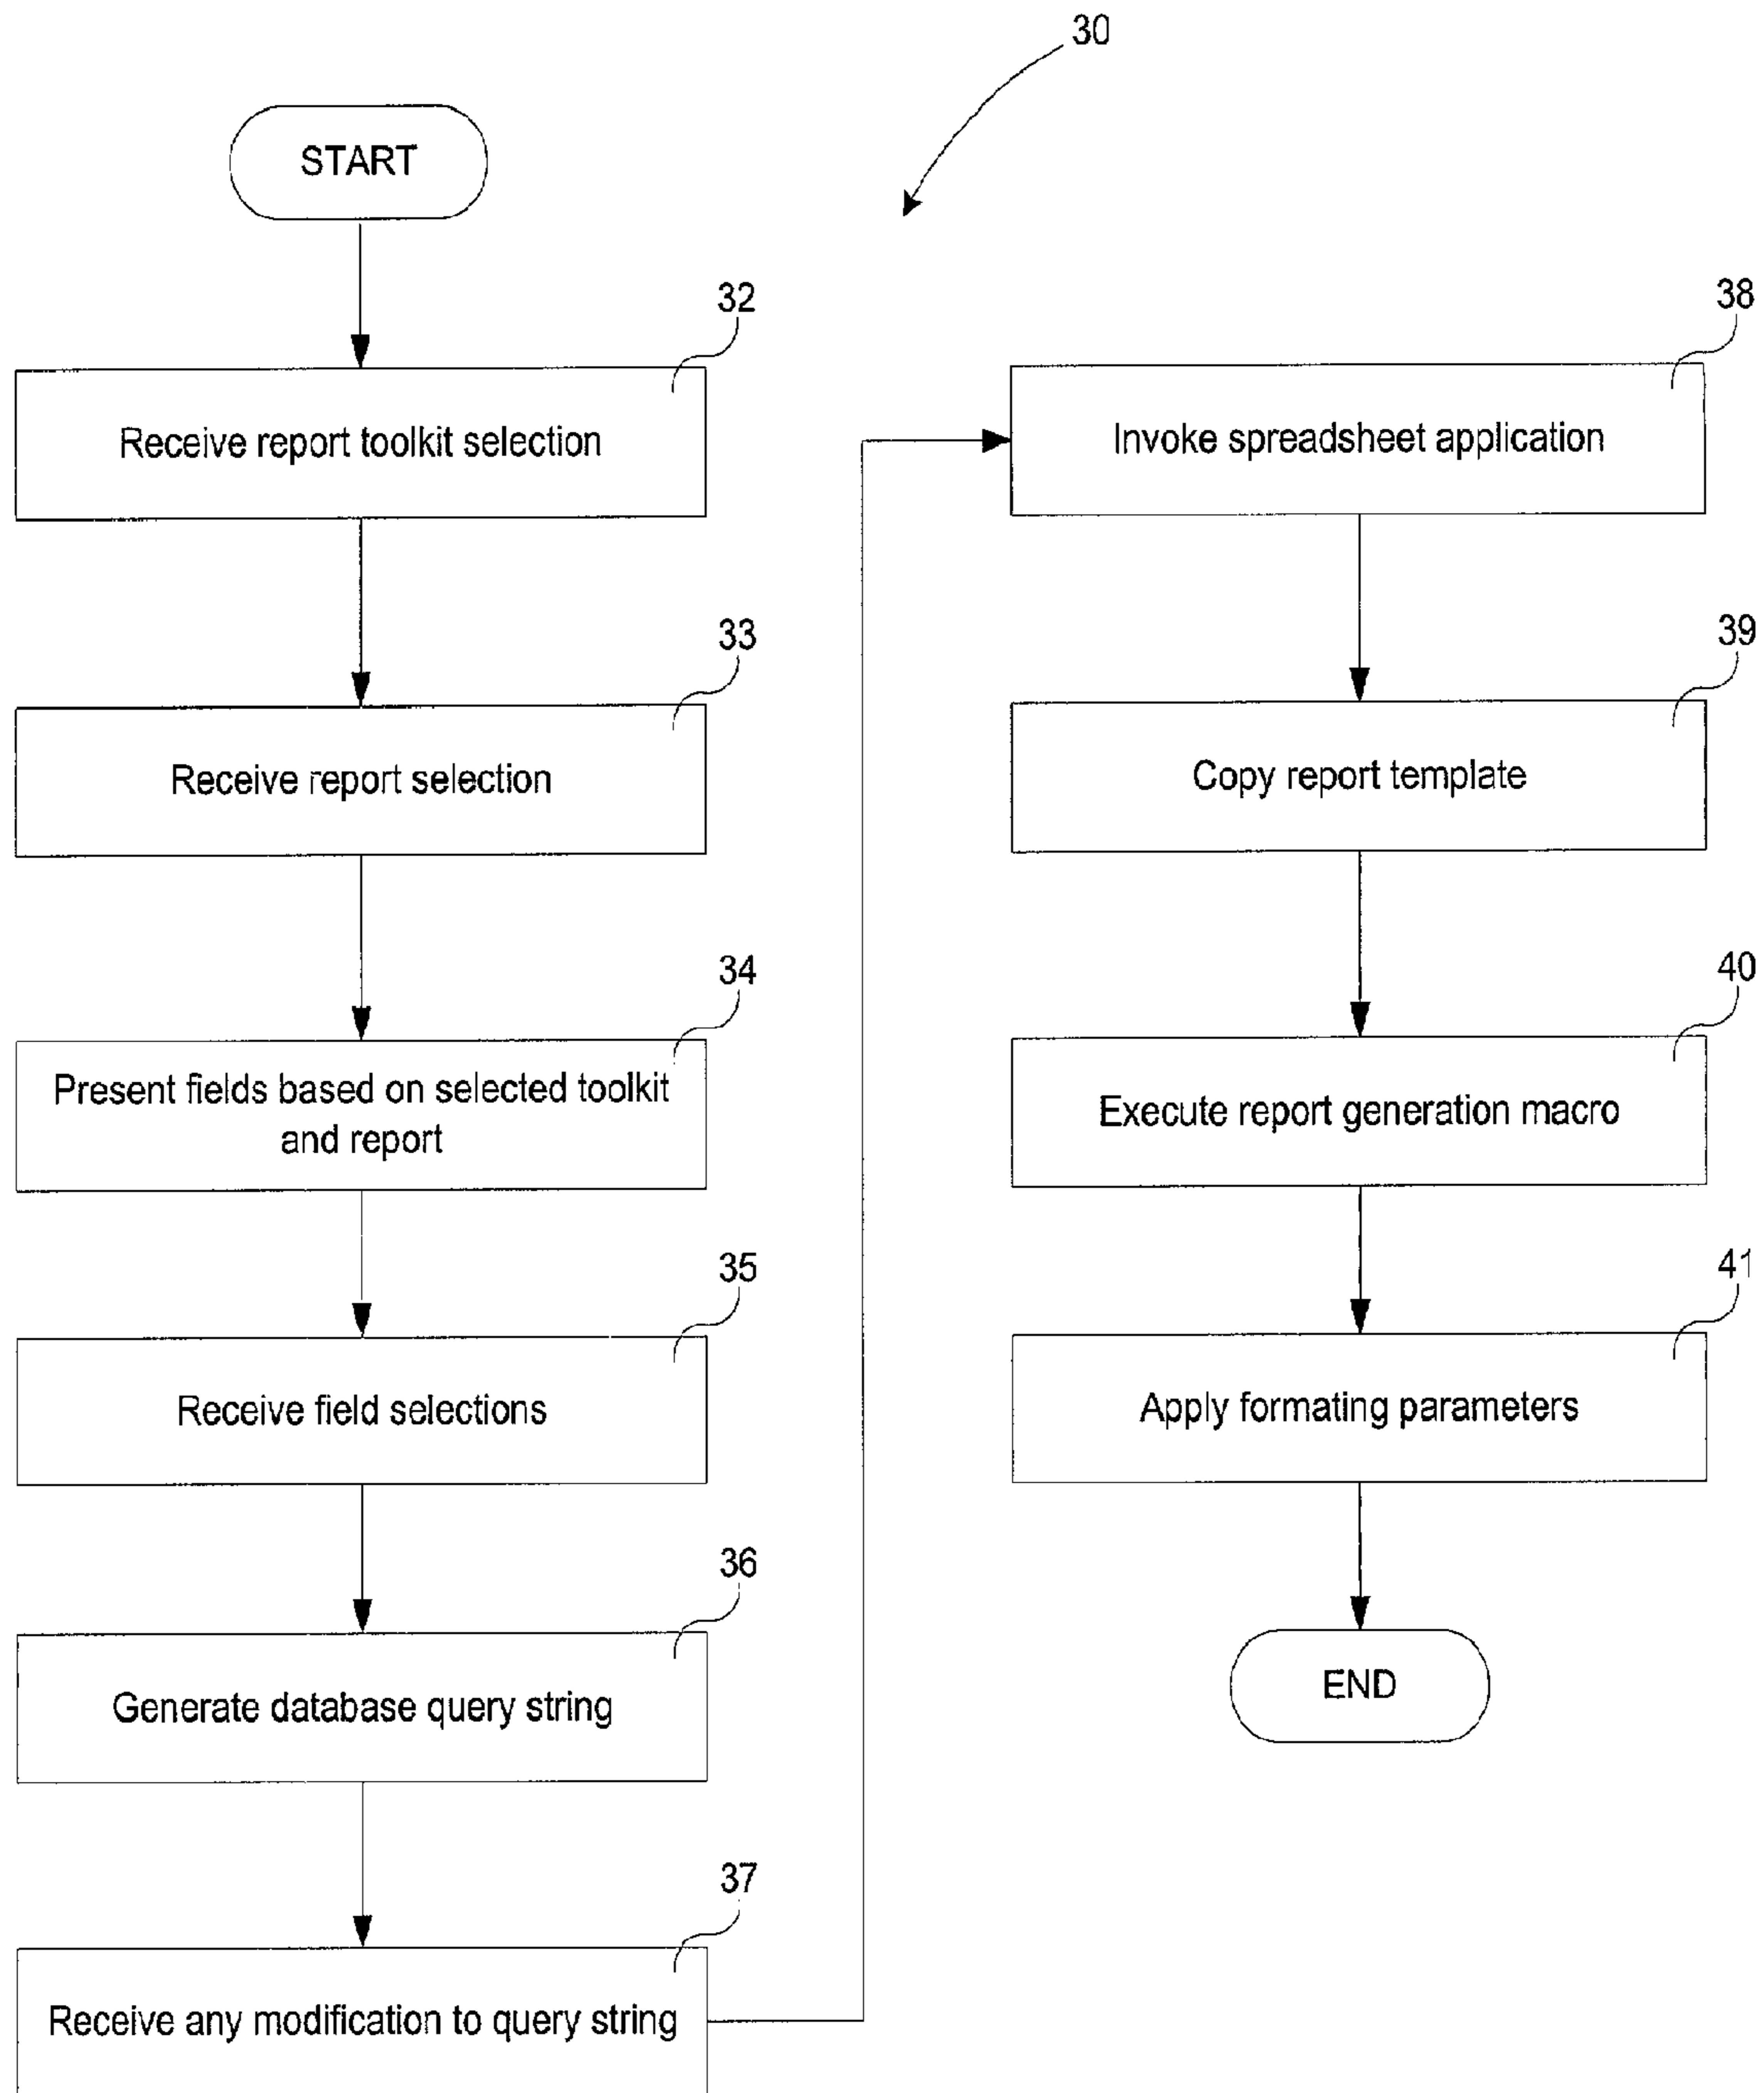 30
START
32
Receive report toolkit selection
33
Receive report selection
34
Present fields based on selected toolkit
and report
35
Receive field selections
36
Generate database query string
37
Receive any modification to query string
38
Invoke spreadsheet application
39
Copy report template
40
Execute report generation macro
41
Apply formating parameters
END